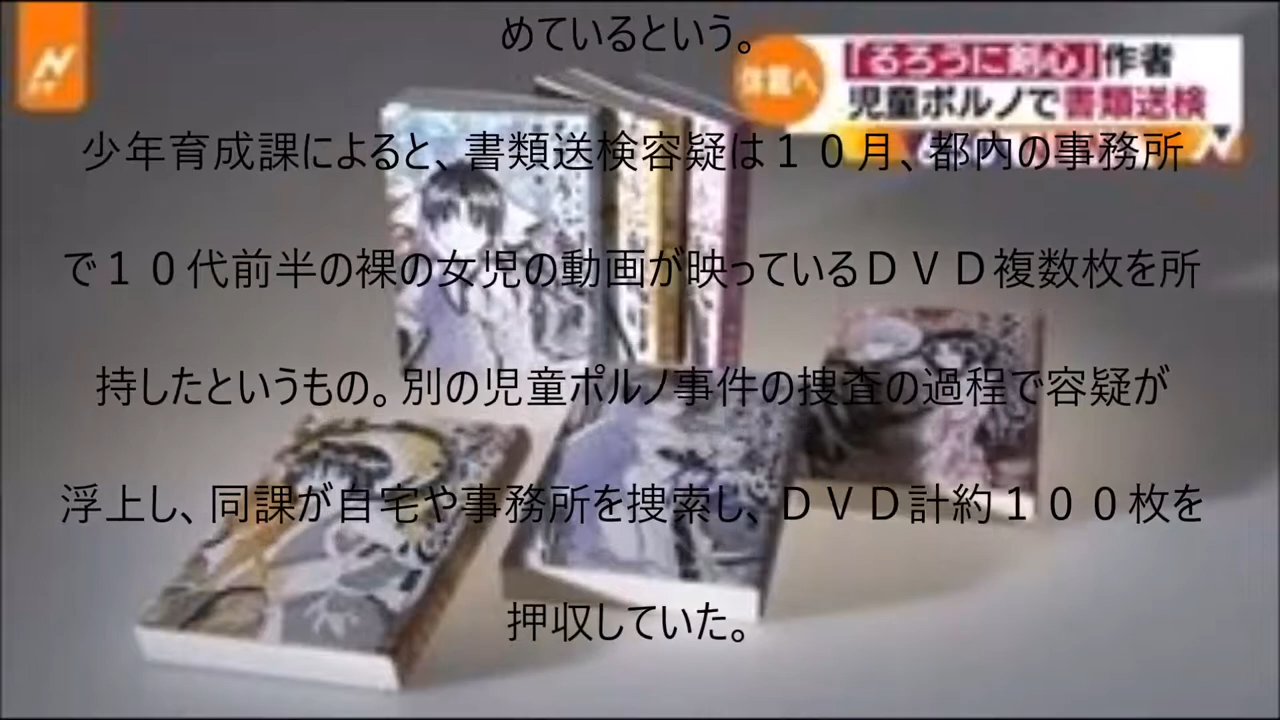 めているという。
「るろうに剣心」作者
児童ポルノで書類送検
少年育成課によると、書類送検容疑は１０月、都内の事務所
で１０代前半の裸の女児の動画が映っているＤＶＤ複数枚を所
持したというもの。別の児童ポルノ事件の捜査の過程で容疑が
浮上し、同課が自宅や事務所を捜索し、ＤＶＤ計約１００枚を
押収していた。